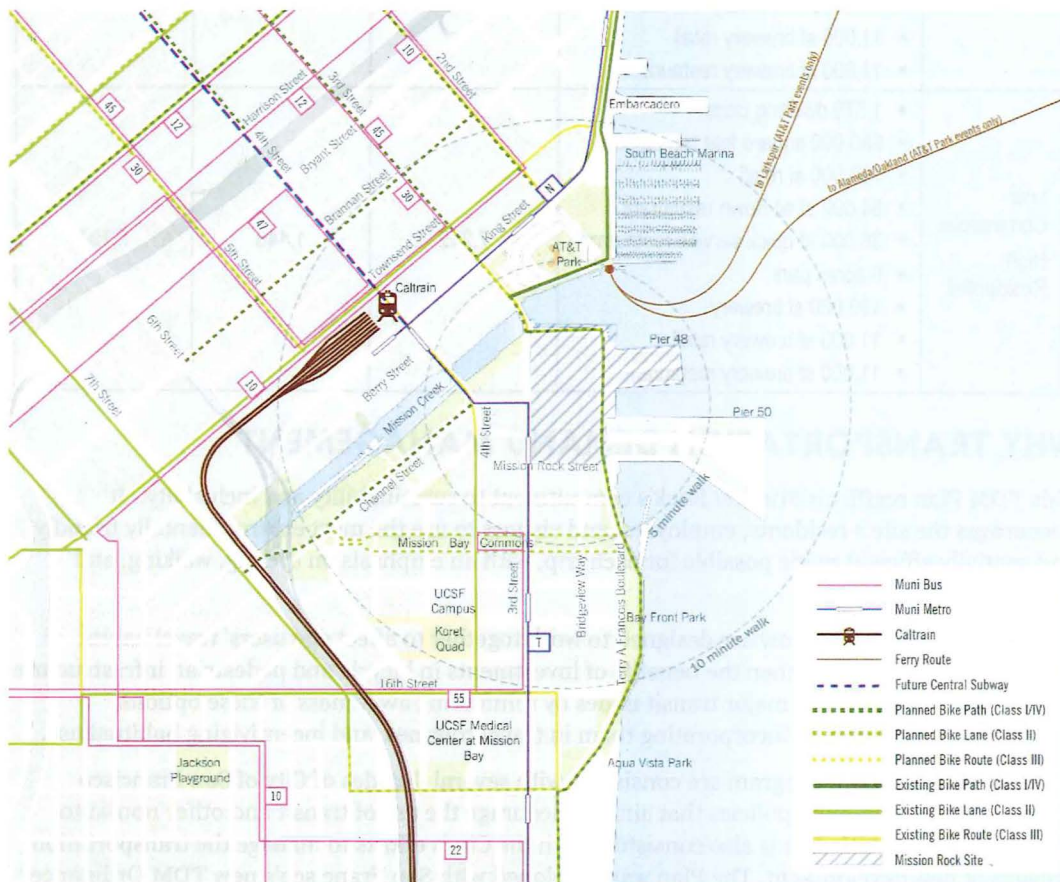 2nd Street
10
3rd Street
12
Harrison Street
45
12
4th Street
Bryant Street
45
30
Embarcadero
South Beach Marina
to Larkspur (AT&T Park events only)
to Alameda/Oakland (AT&T Park events only)
N
30
Brannan Street
King Street
AT&T
Park
47
5th Street
Townsend Street
Caltrain
6th Street
Pier 48
7th Street
10
Berry Street
Mission Creek
Pier 50
4th Street
Mission Rock Street
Channel Street
5 minute walk
Mission Bay Commons
3rd Street
Bridgeview Way
Terry A Francois Boulevard
UCSF
Campus
Koret
Quad
Bay Front Park
T
10 minute walk
16th Street
55
UCSF Medical
Center at Mission
Bay
Aqua Vista Park
Jackson
Playground
10
22
Muni Bus
Muni Metro
Caltrain
Ferry Route
Future Central Subway
Planned Bike Path (Class I/IV)
Planned Bike Lane (Class II)
Planned Bike Route (Class III)
Existing Bike Path (Class I/IV)
Existing Bike Lane (Class II)
Existing Bike Route (Class III)
Mission Rock Site